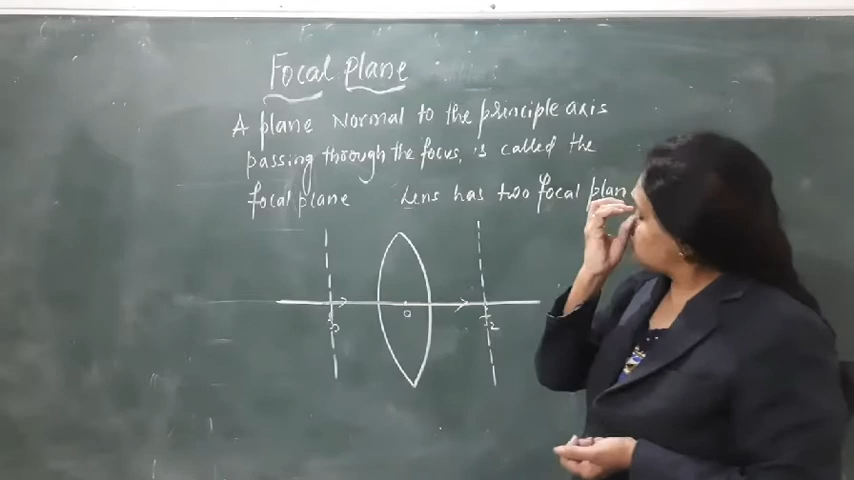 Focal plane
A plane Normal to the principle axis
passing through the focus, is called the
focal plane Lens has two focal plan
O
F2